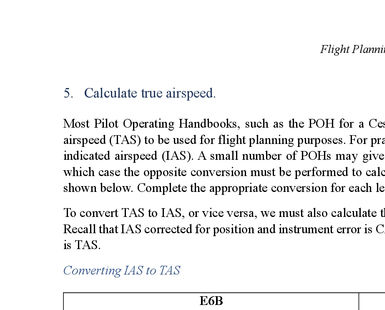 Flight Planni
5. Calculate true airspeed.
Most Pilot Operating Handbooks, such as the POH for a Ces
airspeed (TAS) to be used for flight planning purposes. For pra
indicated airspeed (IAS). A small number of POHs may give
which case the opposite conversion must be performed to calc
shown below. Complete the appropriate conversion for each le
To convert TAS to IAS, or vice versa, we must also calculate t
Recall that IAS corrected for position and instrument error is C
is TAS.
Converting IAS to TAS
E6B